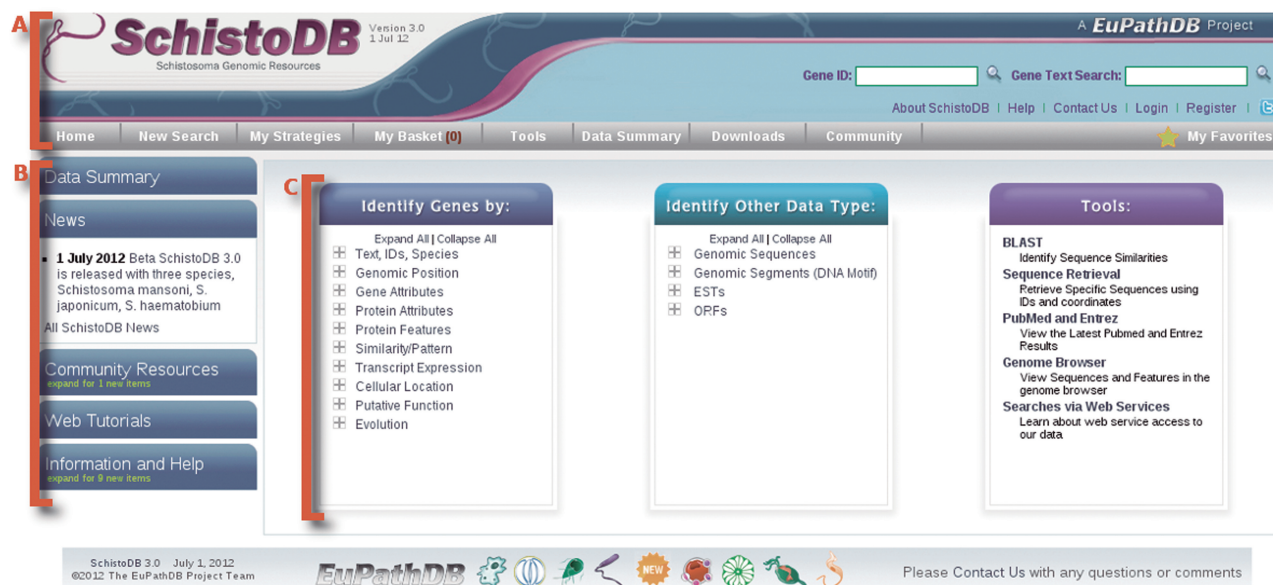 A
SchistoDB
Version 3.0
1 Jul 12
Schistosoma Genomic Resources
A EuPathDB Project
Gene ID:
Gene Text Search:
About SchistoDB | Help | Contact Us | Login | Register |
Home
New Search
My Strategies
My Basket (0)
Tools
Data Summary
Downloads
Community
My Favorites
B
Data Summary
News
1 July 2012 Beta SchistoDB 3.0
is released with three species,
Schistosoma mansoni, S.
japonicum, S. haematobium
All SchistoDB News
Community Resources
expand for 1 new items
Web Tutorials
Information and Help
expand for 9 new items
C
Identify Genes by:
Expand All | Collapse All
Text, IDs, Species
Genomic Position
Gene Attributes
Protein Attributes
Protein Features
Similarity/Pattern
Transcript Expression
Cellular Location
Putative Function
Evolution
Identify Other Data Type:
Expand All | Collapse All
Genomic Sequences
Genomic Segments (DNA Motif)
ESTs
ORFs
Tools:
BLAST
Identify Sequence Similarities
Sequence Retrieval
Retrieve Specific Sequences using
IDs and coordinates
PubMed and Entrez
View the Latest Pubmed and Entrez
Results
Genome Browser
View Sequences and Features in the
genome browser
Searches via Web Services
Learn about web service access to
our data
SchistoDB 3.0 July 1, 2012
©2012 The EuPathDB Project Team
EuPathDB
NEW
Please Contact Us with any questions or comments